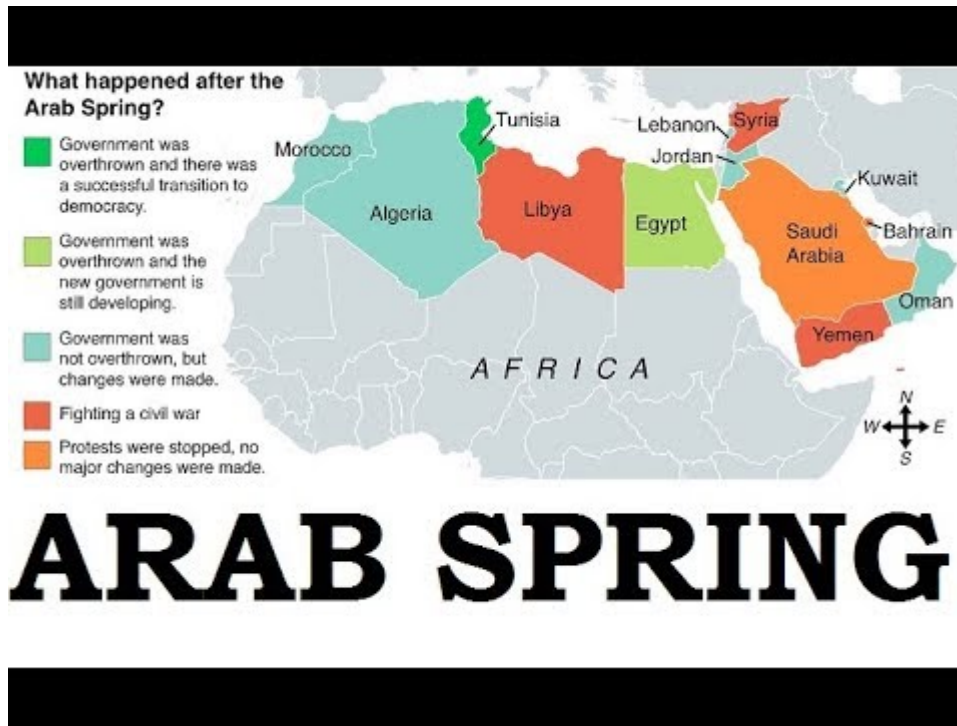 What happened after the
Arab Spring?
Government was
overthrown and there was
a successful transition to
democracy.
Government was
overthrown and the
new government is
still developing.
Government was
not overthrown, but
changes were made.
Fighting a civil war
Protests were stopped, no
major changes were made.
Morocco
Algeria
Tunisia
Libya
Egypt
Lebanon
Syria
Jordan
Kuwait
Saudi
Arabia
Bahrain
Oman
Yemen
AFRICA
N
W E
S
ARAB SPRING